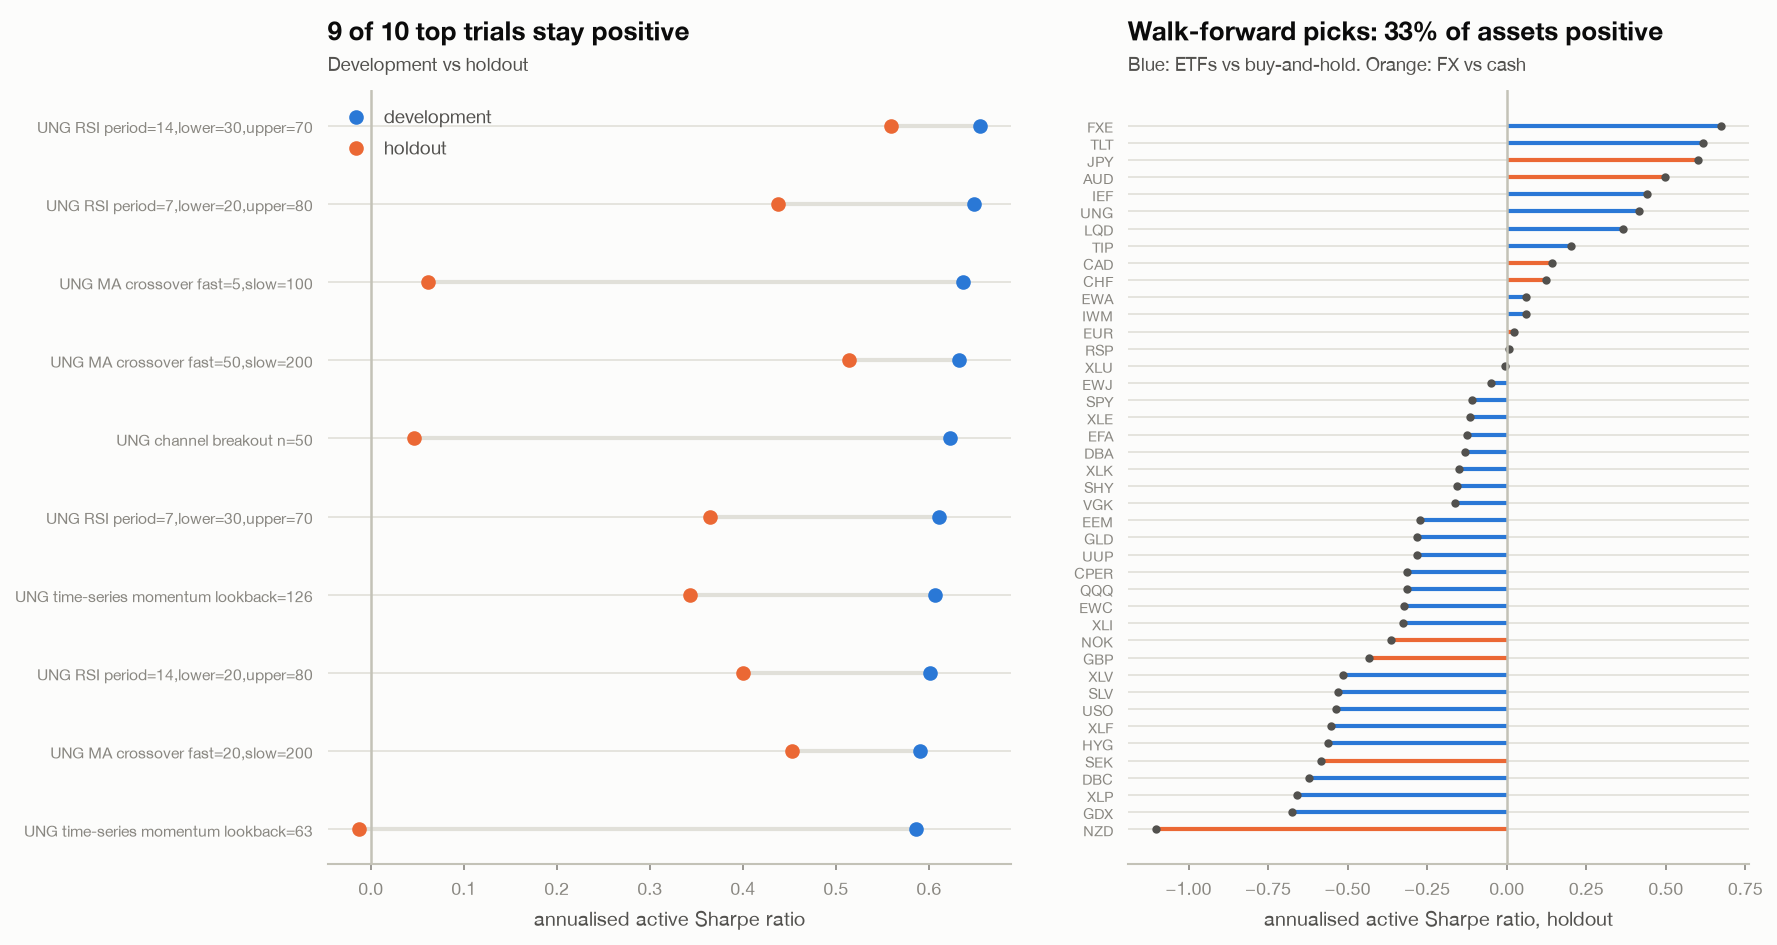 9 of 10 top trials stay positive
Development vs holdout
development
holdout
UNG RSI period=14,lower=30,upper=70
UNG RSI period=7,lower=20,upper=80
UNG MA crossover fast=5,slow=100
UNG MA crossover fast=50,slow=200
UNG channel breakout n=50
UNG RSI period=7,lower=30,upper=70
UNG time-series momentum lookback=126
UNG RSI period=14,lower=20,upper=80
UNG MA crossover fast=20,slow=200
UNG time-series momentum lookback=63
0.0 0.1 0.2 0.3 0.4 0.5 0.6
annualised active Sharpe ratio
Walk-forward picks: 33% of assets positive
Blue: ETFs vs buy-and-hold. Orange: FX vs cash
FXE
TLT
JPY
AUD
IEF
UNG
LQD
TIP
CAD
CHF
EWA
IWM
EUR
RSP
XLU
EWJ
SPY
XLE
EFA
DBA
XLK
SHY
VGK
EEM
GLD
UUP
CPER
QQQ
EWC
XLI
NOK
GBP
XLV
SLV
USO
XLF
HYG
SEK
DBC
XLP
GDX
NZD
−1.00 −0.75 −0.50 −0.25 0.00 0.25 0.50 0.75
annualised active Sharpe ratio, holdout